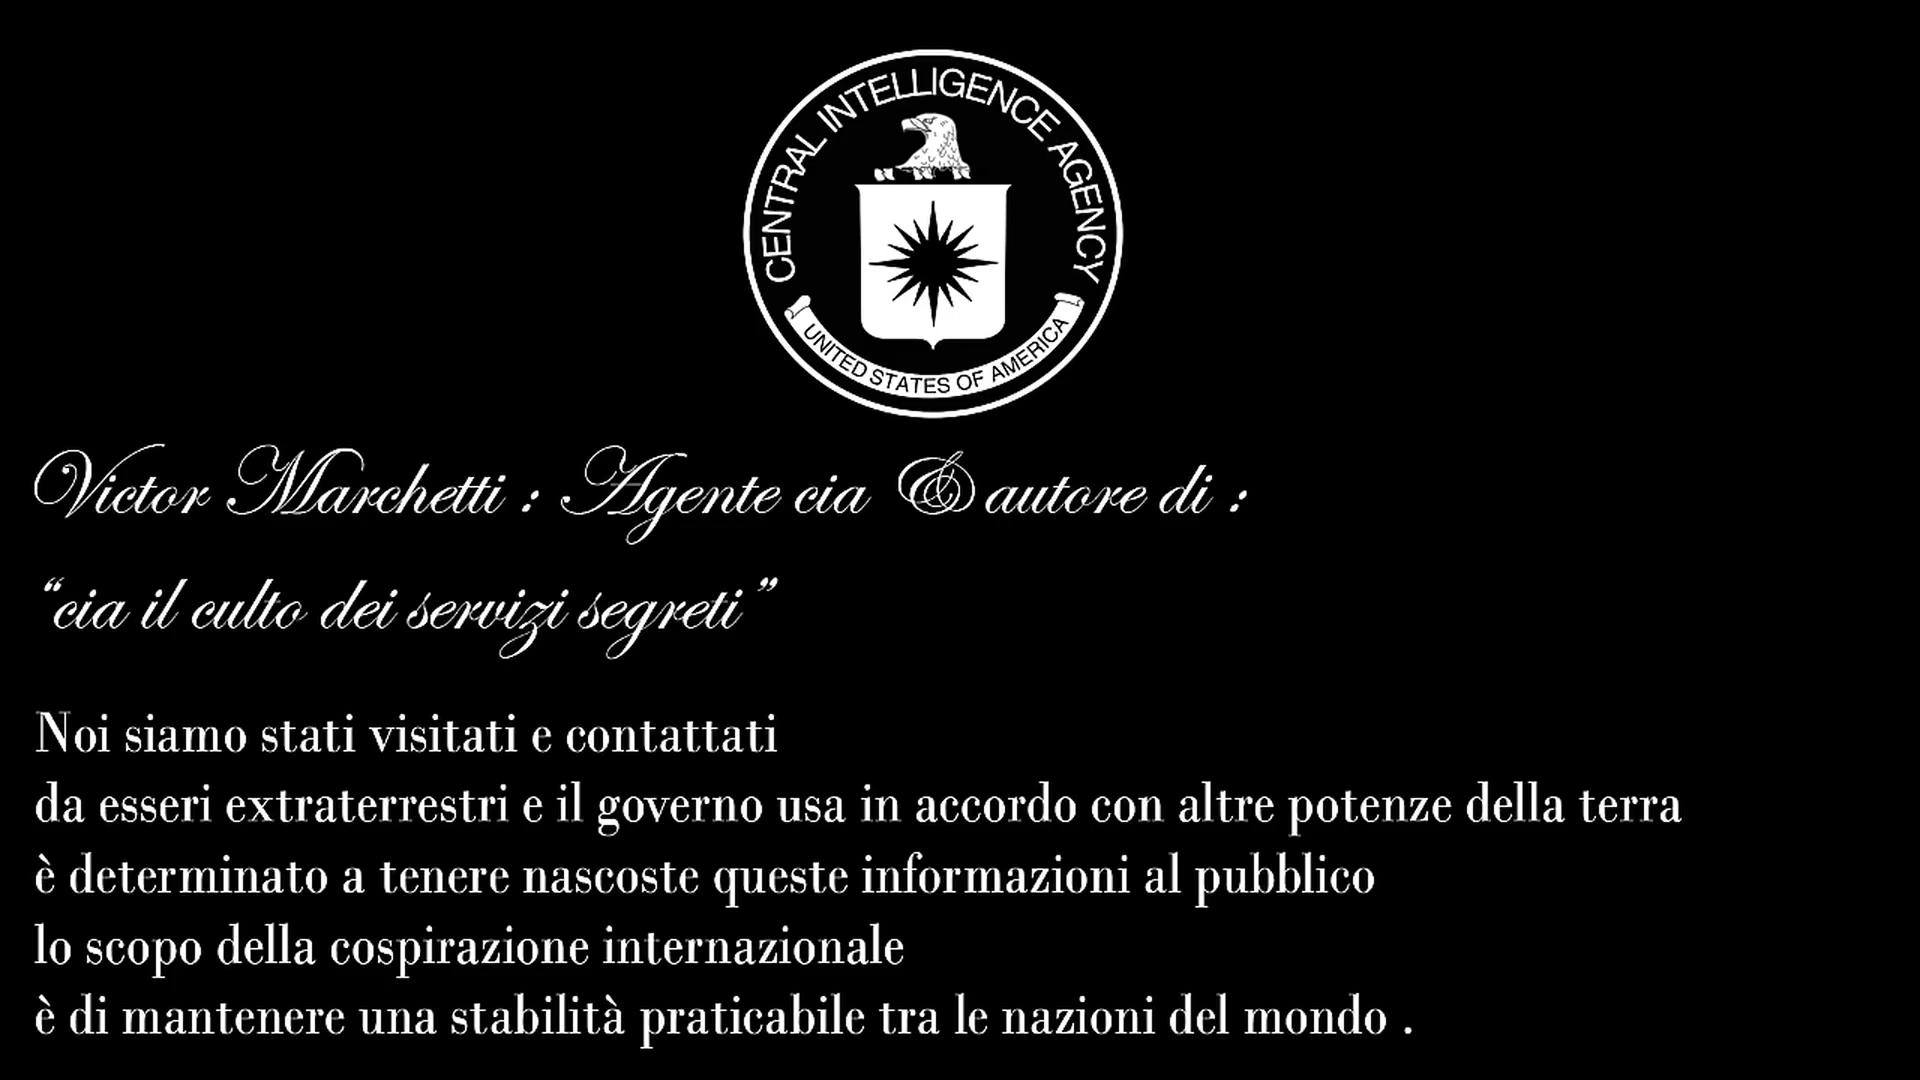 CENTRAL INTELLIGENCE AGENCY
UNITED STATES OF AMERICA
Victor Marchetti : Agente cia & autore di :
“cia il culto dei servizi segreti”
Noi siamo stati visitati e contattati
da esseri extraterrestri e il governo usa in accordo con altre potenze della terra
è determinato a tenere nascoste queste informazioni al pubblico
lo scopo della cospirazione internazionale
è di mantenere una stabilità praticabile tra le nazioni del mondo .